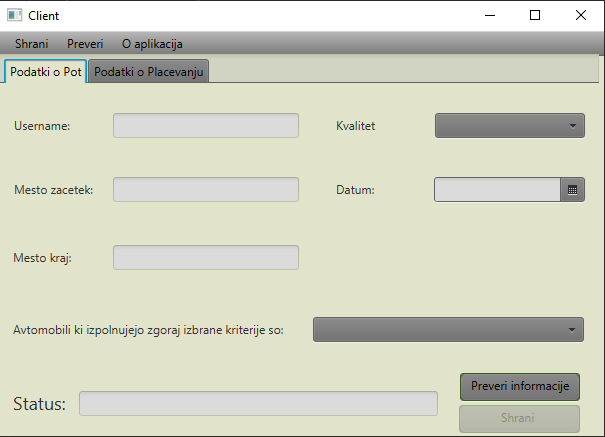 Client
Shrani Preveri O aplikacija
Podatki o Pot Podatki o Placevanju
Username: Kvalitet
Mesto zacetek: Datum:
Mesto kraj:
Avtomobili ki izpolnujejo zgoraj izbrane kriterije so:
Preveri informacije
Status:
Shrani